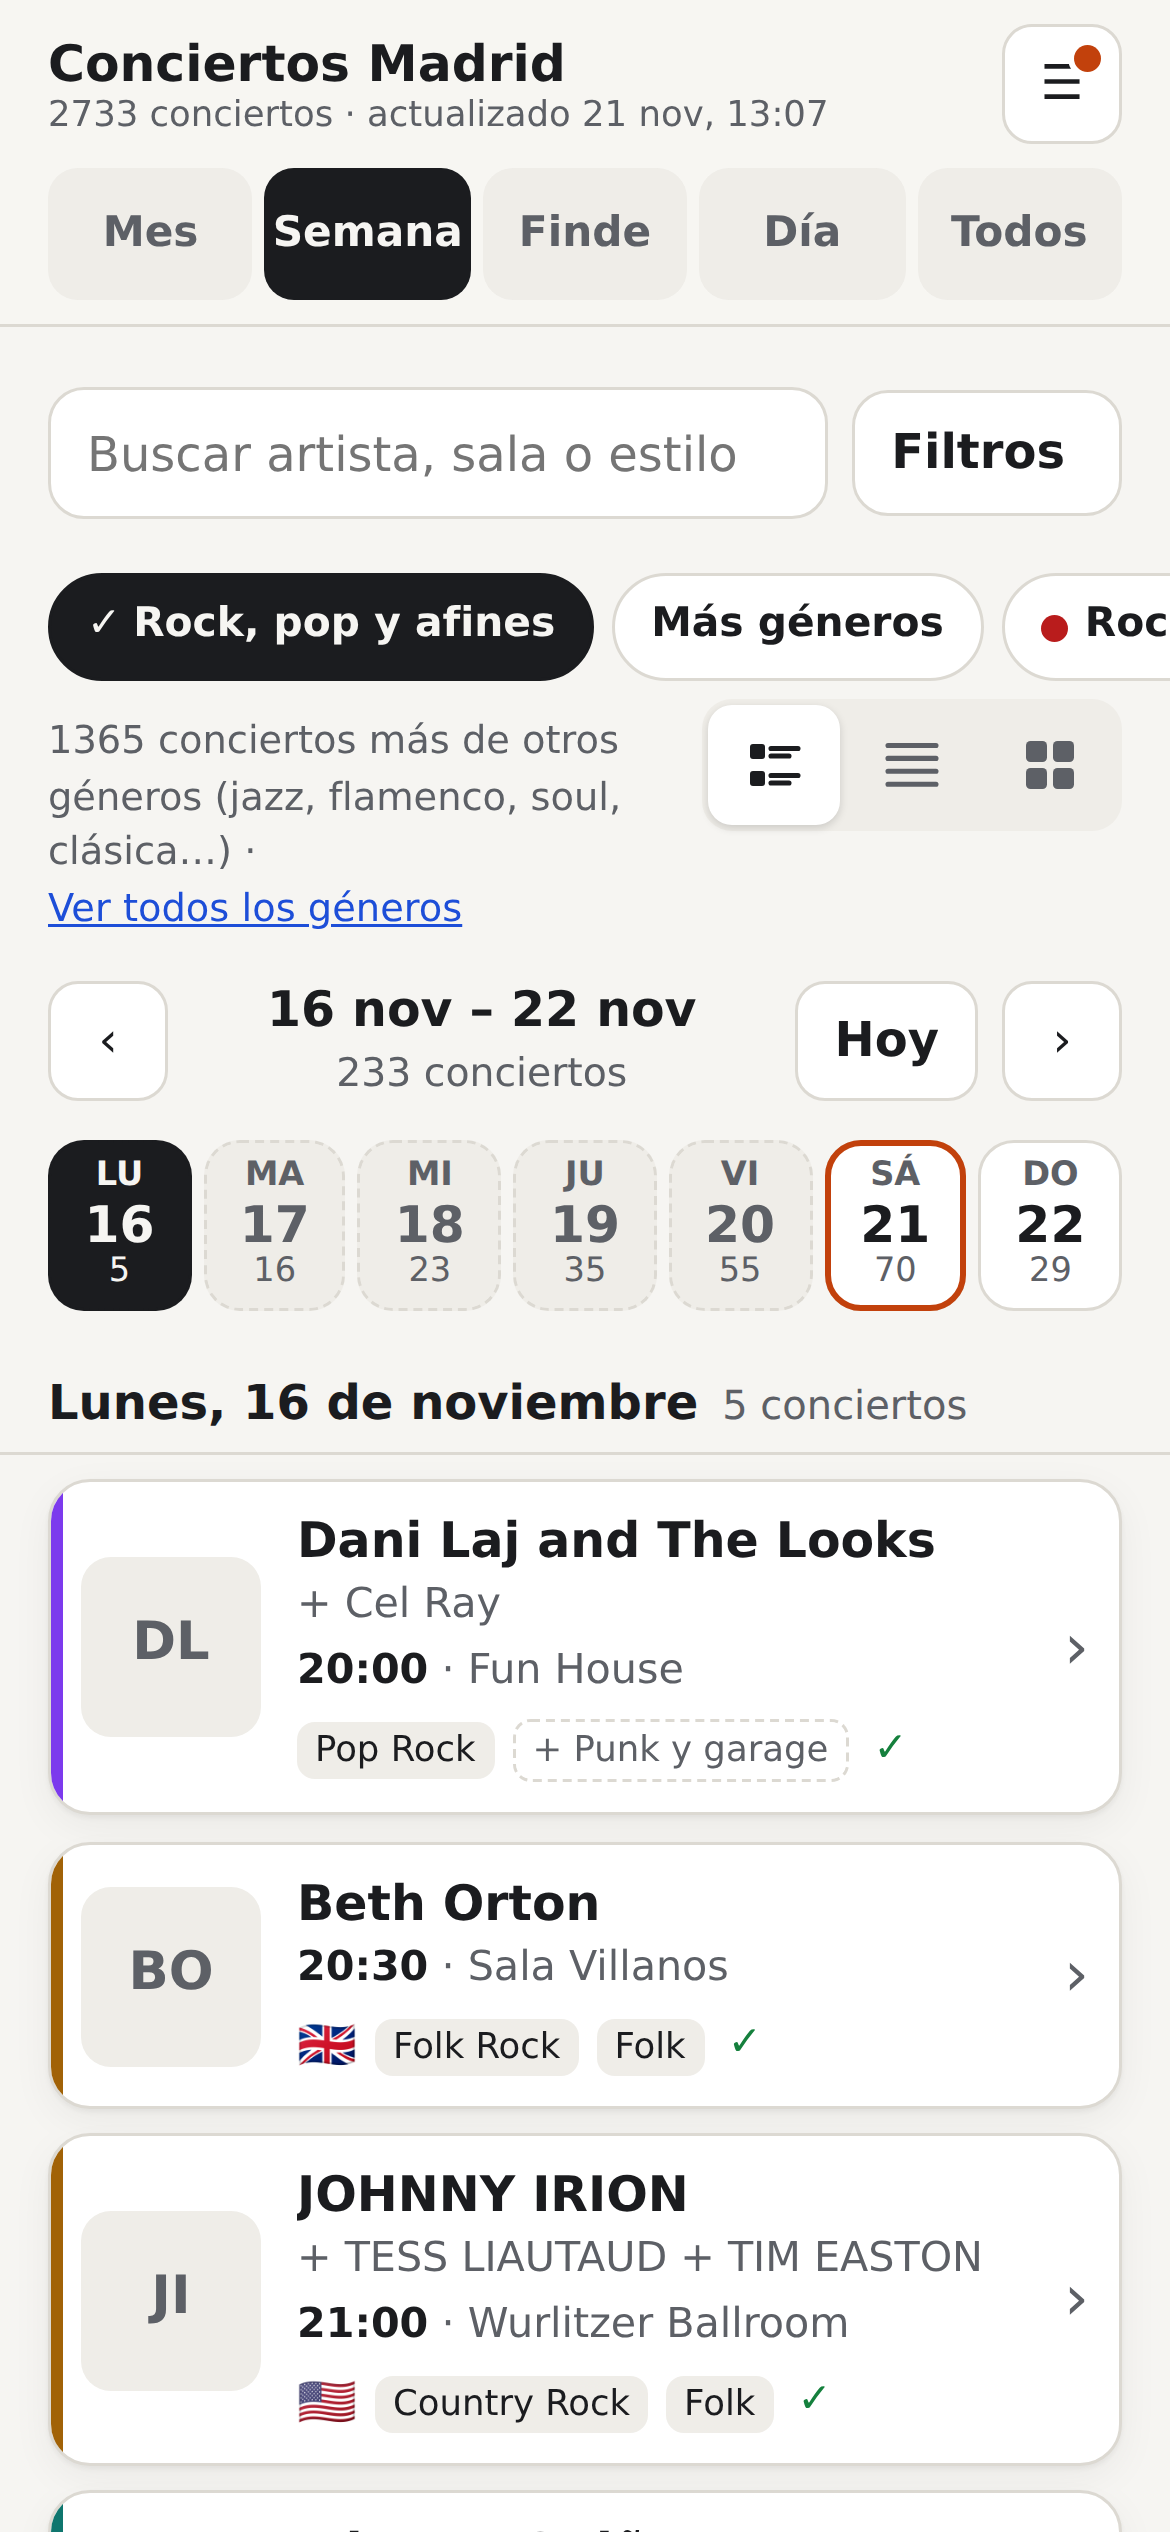 Conciertos Madrid
2733 conciertos · actualizado 21 nov, 13:07
Mes Semana Finde Día Todos
Buscar artista, sala o estilo Filtros
✓ Rock, pop y afines Más géneros Roc
1365 conciertos más de otros
géneros (jazz, flamenco, soul,
clásica…) ·
Ver todos los géneros
‹ 16 nov – 22 nov Hoy ›
233 conciertos
LU MA MI JU VI SÁ DO
16 17 18 19 20 21 22
5 16 23 35 55 70 29
Lunes, 16 de noviembre 5 conciertos
Dani Laj and The Looks
+ Cel Ray
DL
20:00 · Fun House
Pop Rock + Punk y garage ✓
Beth Orton
BO
20:30 · Sala Villanos
Folk Rock Folk ✓
JOHNNY IRION
+ TESS LIAUTAUD + TIM EASTON
JI
21:00 · Wurlitzer Ballroom
Country Rock Folk ✓